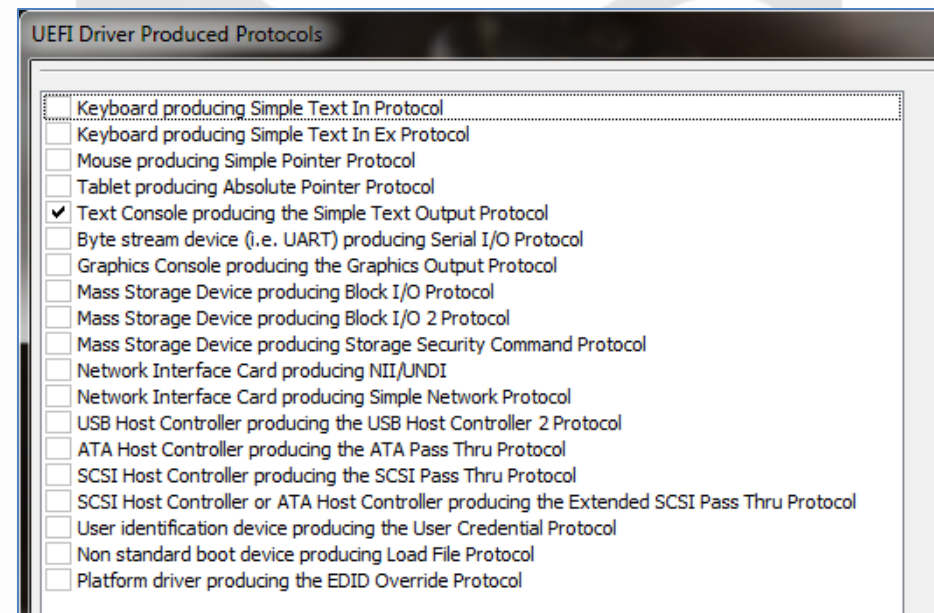 UEFI Driver Produced Protocols
Keyboard producing Simple Text In Protocol
Keyboard producing Simple Text In Ex Protocol
Mouse producing Simple Pointer Protocol
Tablet producing Absolute Pointer Protocol
Text Console producing the Simple Text Output Protocol
Byte stream device (i.e. UART) producing Serial I/O Protocol
Graphics Console producing the Graphics Output Protocol
Mass Storage Device producing Block I/O Protocol
Mass Storage Device producing Block I/O 2 Protocol
Mass Storage Device producing Storage Security Command Protocol
Network Interface Card producing NII/UNDI
Network Interface Card producing Simple Network Protocol
USB Host Controller producing the USB Host Controller 2 Protocol
ATA Host Controller producing the ATA Pass Thru Protocol
SCSI Host Controller producing the SCSI Pass Thru Protocol
SCSI Host Controller or ATA Host Controller producing the Extended SCSI Pass Thru Protocol
User identification device producing the User Credential Protocol
Non standard boot device producing Load File Protocol
Platform driver producing the EDID Override Protocol